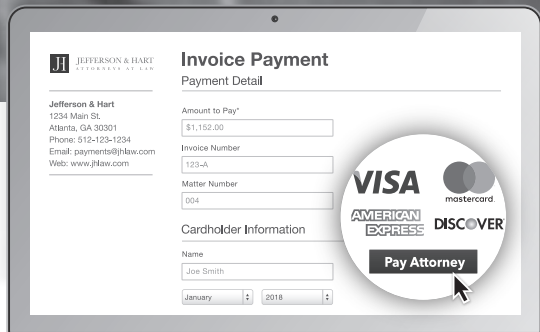 JH JEFFERSON & HART
ATTORNEYS AT LAW
Jefferson & Hart
1234 Main St.
Atlanta, GA 30301
Phone: 512-123-1234
Email: payments@jhlaw.com
Web: www.jhlaw.com
Invoice Payment
Payment Detail
Amount to Pay*
$1,152.00
Invoice Number
123-A
Matter Number
004
Cardholder Information
Name
Joe Smith
January 2018
VISA
mastercard.
AMERICAN
EXPRESS
DISCOVER
Pay Attorney